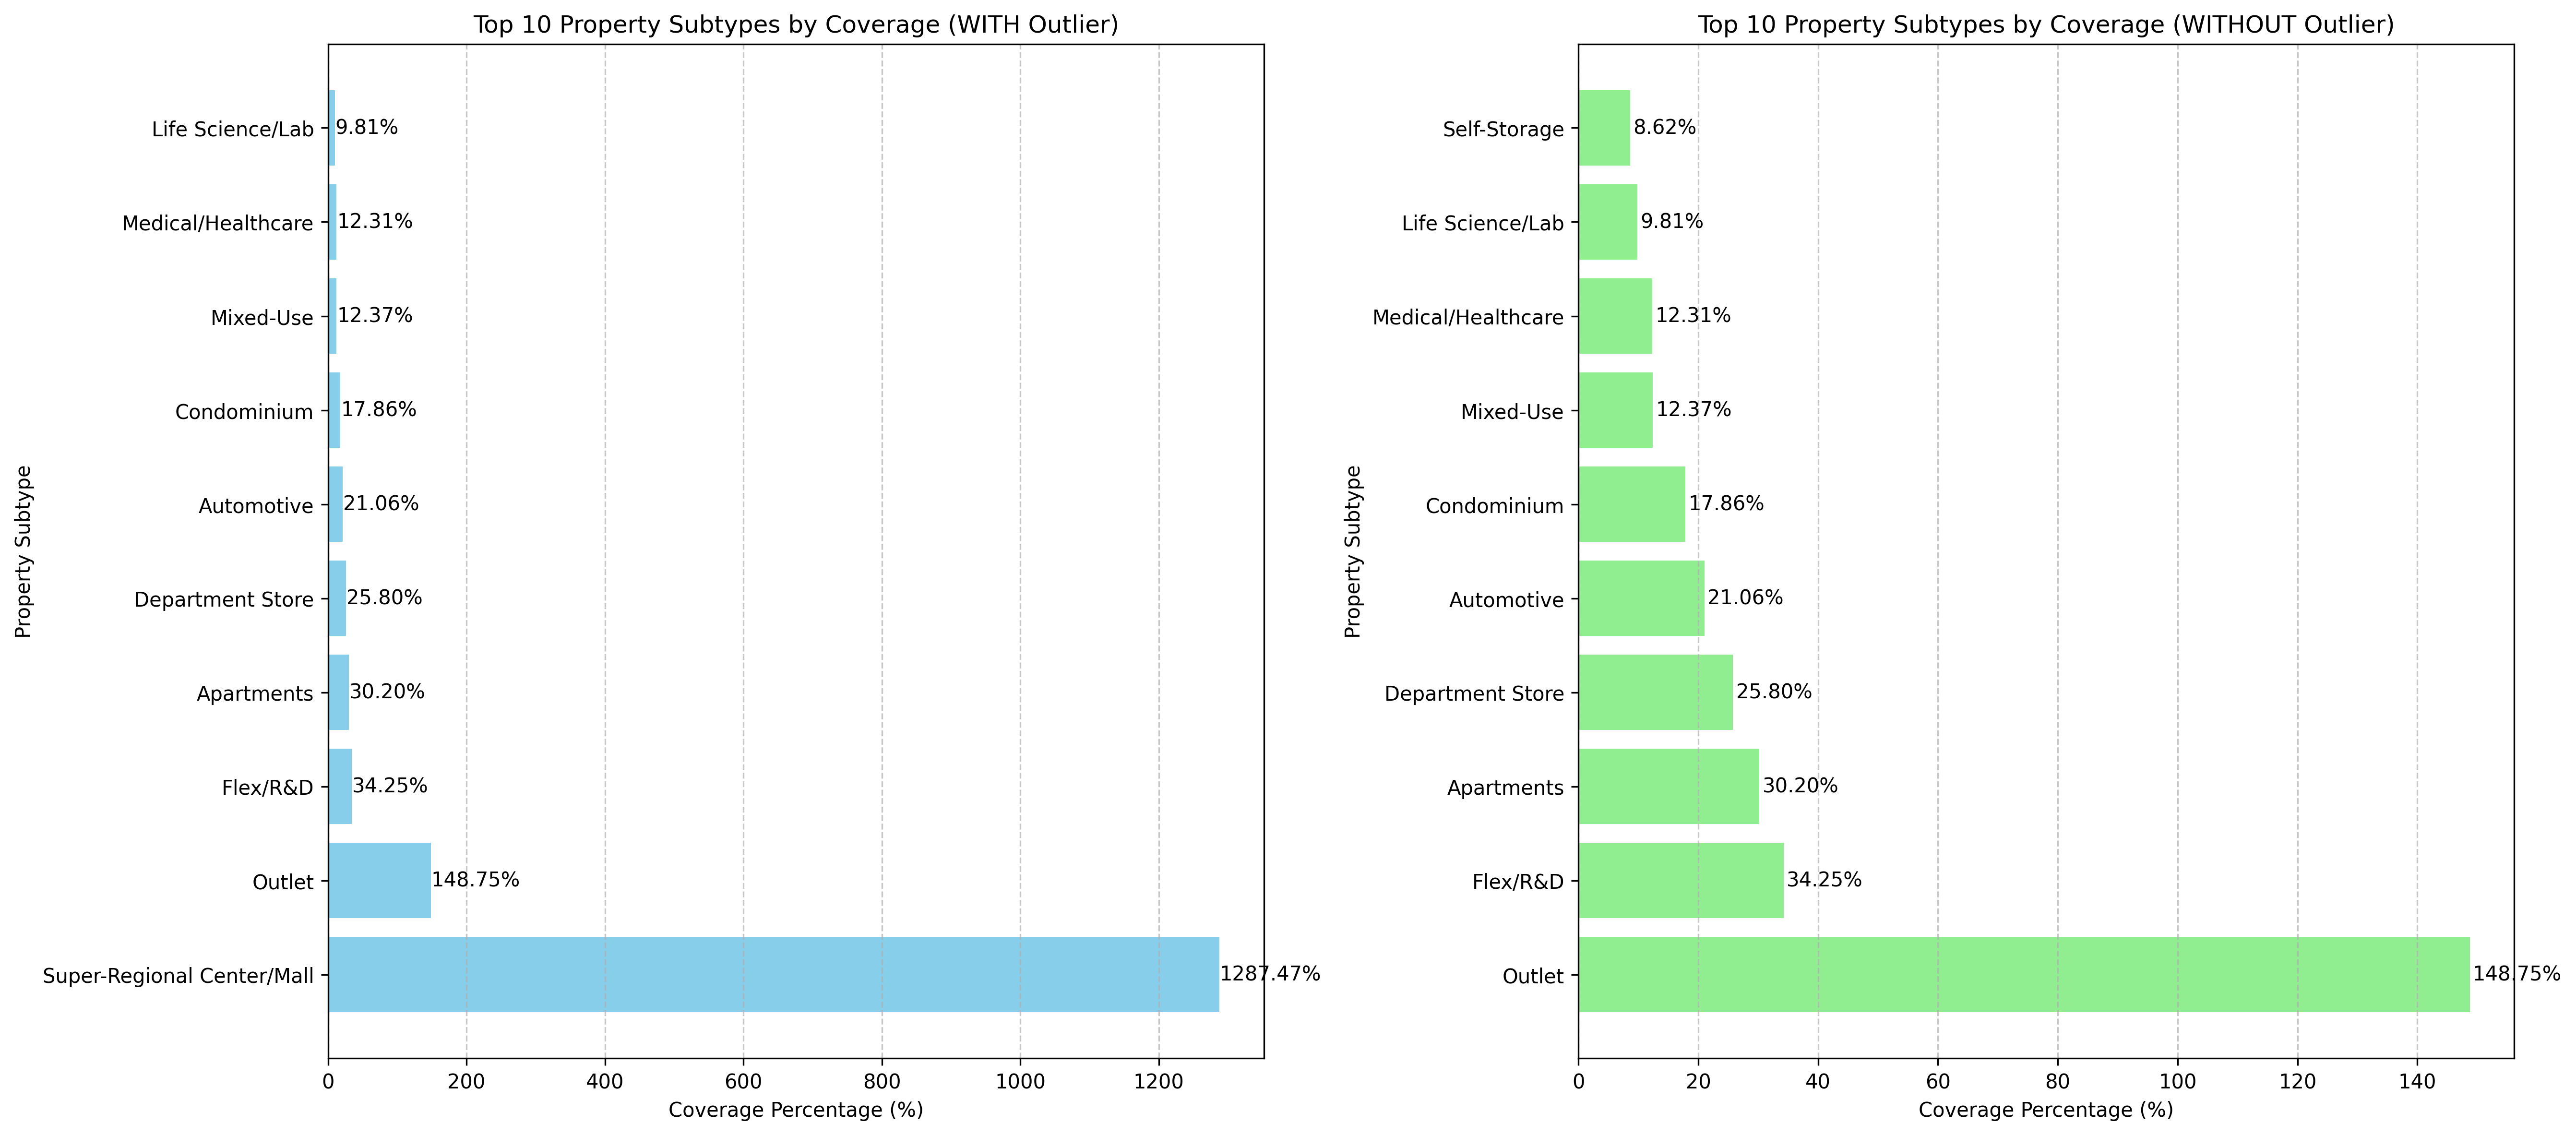 Top 10 Property Subtypes by Coverage (WITH Outlier)
Property Subtype
Life Science/Lab 9.81%
Medical/Healthcare 12.31%
Mixed-Use 12.37%
Condominium 17.86%
Automotive 21.06%
Department Store 25.80%
Apartments 30.20%
Flex/R&D 34.25%
Outlet 148.75%
Super-Regional Center/Mall 1287.47%
0 200 400 600 800 1000 1200
Coverage Percentage (%)
Top 10 Property Subtypes by Coverage (WITHOUT Outlier)
Property Subtype
Self-Storage 8.62%
Life Science/Lab 9.81%
Medical/Healthcare 12.31%
Mixed-Use 12.37%
Condominium 17.86%
Automotive 21.06%
Department Store 25.80%
Apartments 30.20%
Flex/R&D 34.25%
Outlet 148.75%
0 20 40 60 80 100 120 140
Coverage Percentage (%)